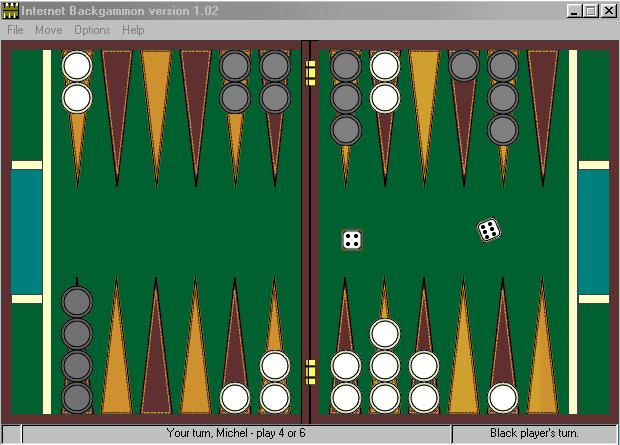 Internet Backgammon version 1.02
File Move Options Help
Your turn, Michel - play 4 or 6
Black player's turn.